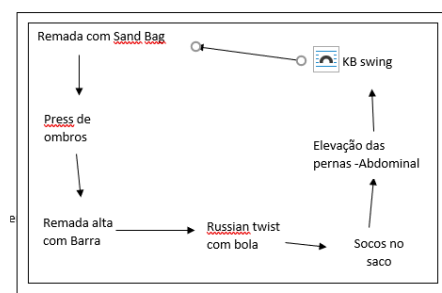 Remada com Sand Bag
KB swing
Press de
ombros
Elevação das
pernas -Abdominal
Remada alta
com Barra
Russian twist
com bola
Socos no
saco
e